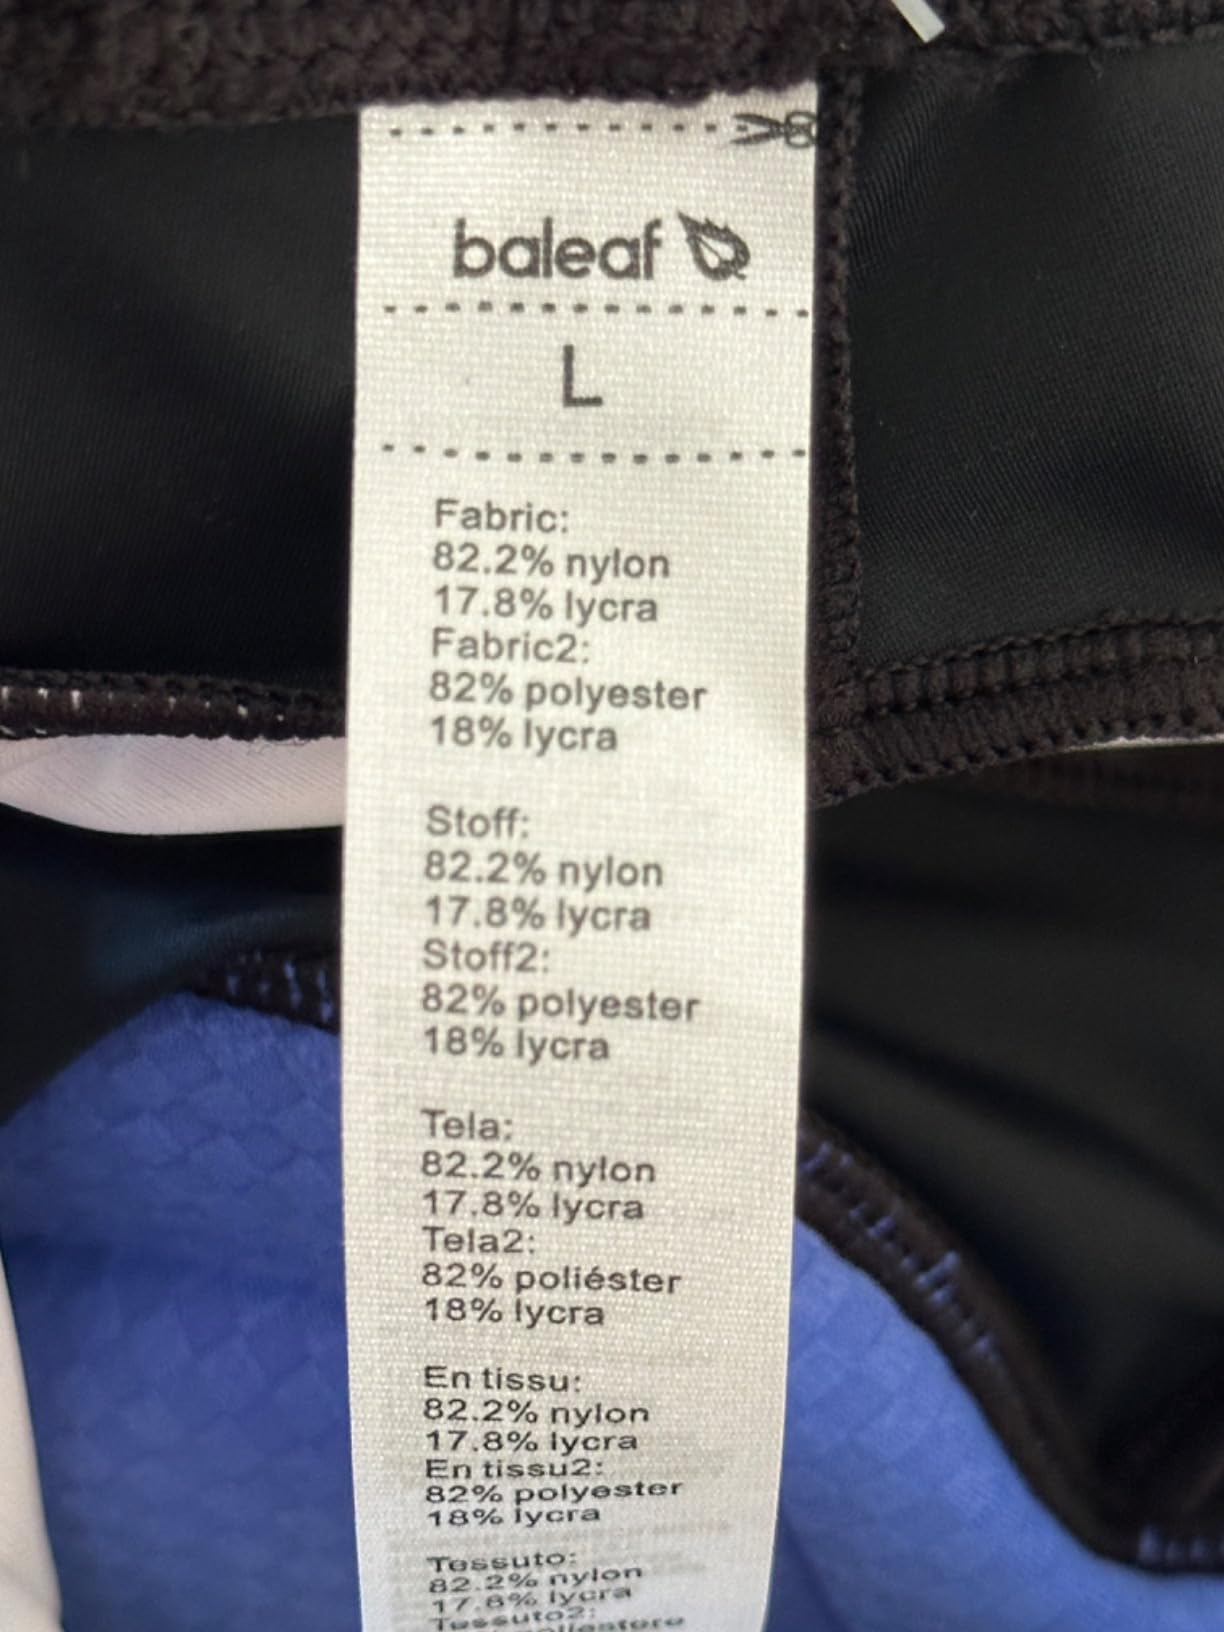 baleaf
L
Fabric:
82.2% nylon
17.8% lycra
Fabric2:
82% polyester
18% lycra
Stoff:
82.2% nylon
17.8% lycra
Stoff2:
82% polyester
18% lycra
Tela:
82.2% nylon
17.8% lycra
Tela2:
82% poliéster
18% lycra
En tissu:
82.2% nylon
17.8% lycra
En tissu2:
82% polyester
18% lycra
Tessuto:
82.2% nylon
17.8% lycra
Tessuto2: